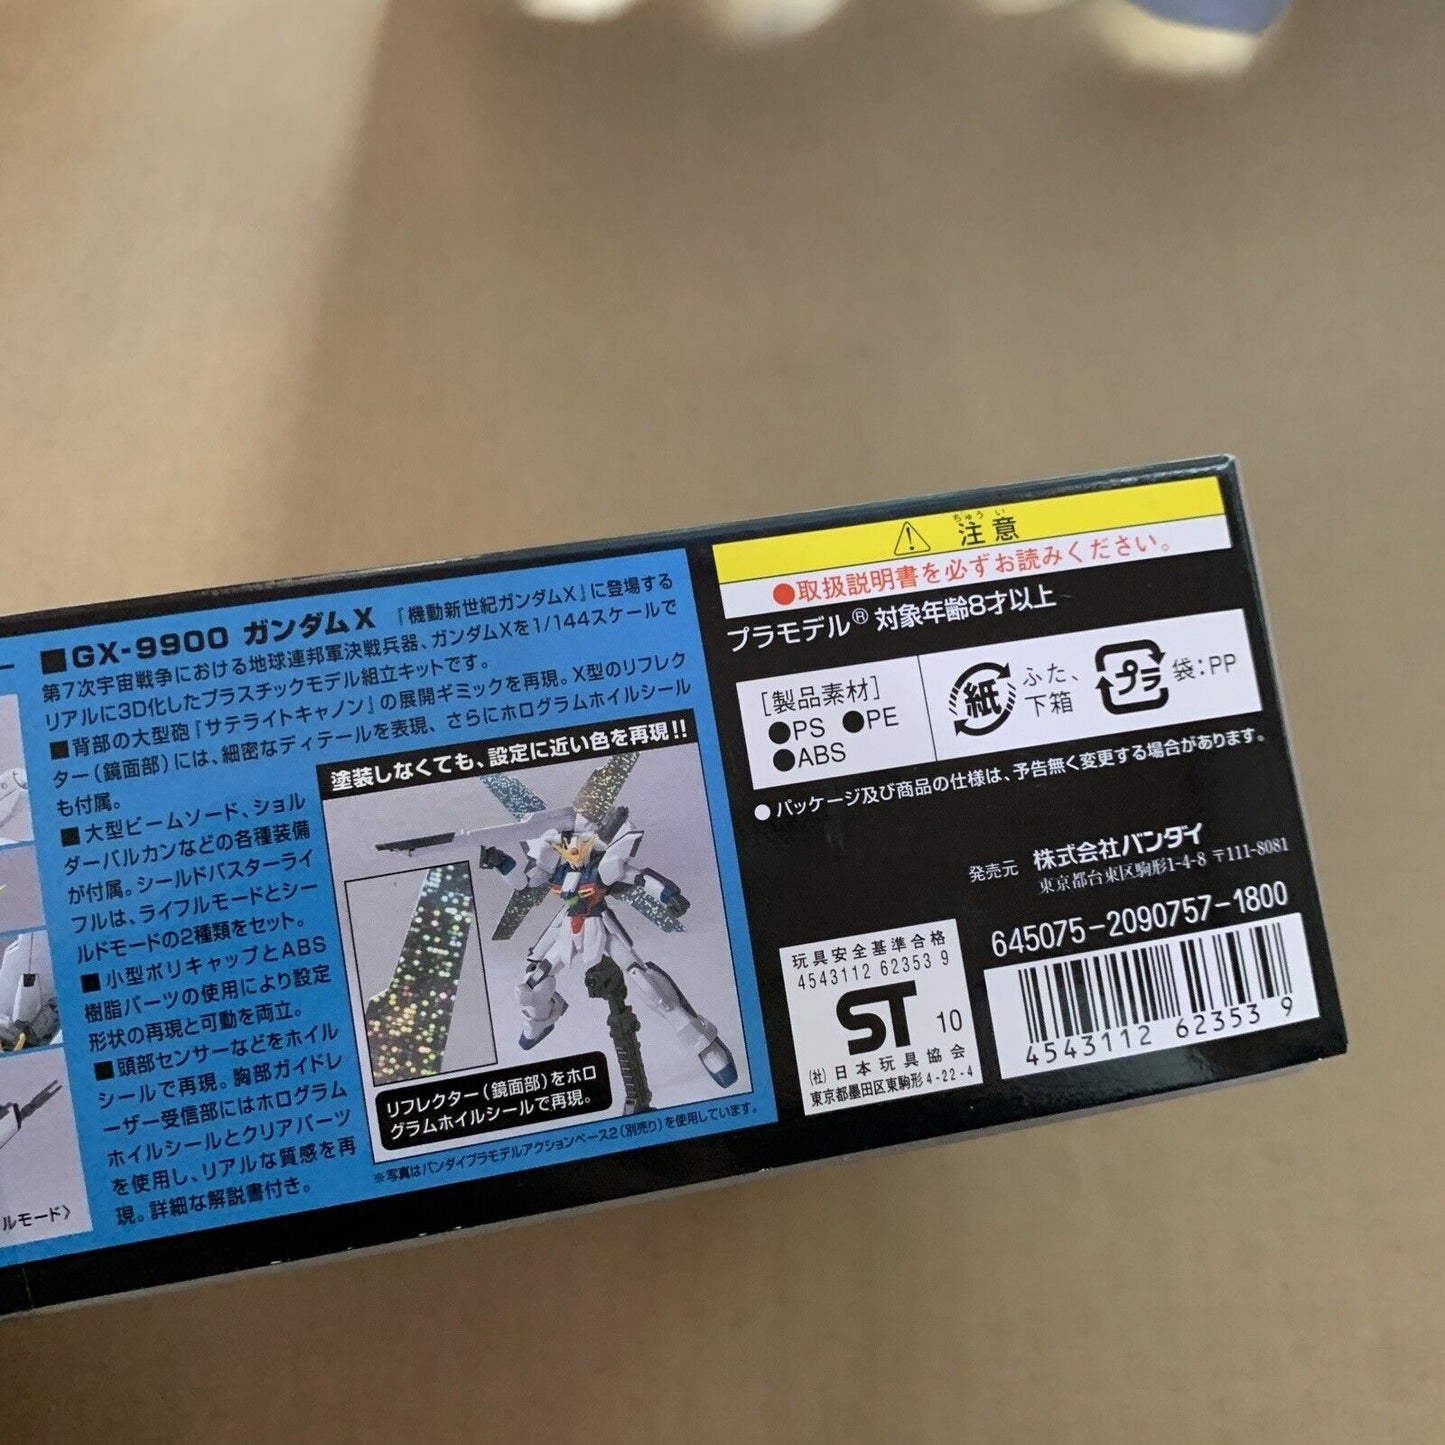 ■GX-9900 ガンダムX 『機動新世紀ガンダムX』に登場する
第7次宇宙戦争における地球連邦軍決戦兵器、ガンダムXを1/144スケールで
リアルに3D化したプラスチックモデル組立キットです。
■背部の大型砲『サテライトキャノン』の展開ギミックを再現。X型のリフレク
ター(鏡面部)には、細密なディテールを表現、さらにホログラムホイルシール
も付属。
■大型ビームソード、ショル
ダーバルカンなどの各種装備
が付属。シールドバスターライ
フルは、ライフルモードとシー
ルドモードの2種類をセット。
■小型ポリキャップとABS
樹脂パーツの使用により設定
形状の再現と可動を両立。
■頭部センサーなどをホイル
シールで再現。胸部ガイドレ
ーザー受信部にはホログラム
ホイルシールとクリアパーツ
を使用し、リアルな質感を再
現。詳細な解説書付き。
塗装しなくても、設定に近い色を再現!!
リフレクター(鏡面部)をホロ
グラムホイルシールで再現。
※写真はバンダイプラモデルアクションベース2(別売り)を使用しています。
ルモード〉
ちゅうい
注意
●取扱説明書を必ずお読みください。
プラモデル® 対象年齢8才以上
[製品素材]
●PS ●PE
●ABS
紙
ふた、
下箱
プラ
袋:PP
●パッケージ及び商品の仕様は、予告無く変更する場合があります。
発売元 株式会社バンダイ
東京都台東区駒形1-4-8 〒111-8081
645075-2090757-1800
4543112 62353 9
玩具安全基準合格
4543112 62353 9
ST 10
(社)日本玩具協会
東京都墨田区東駒形4-22-4